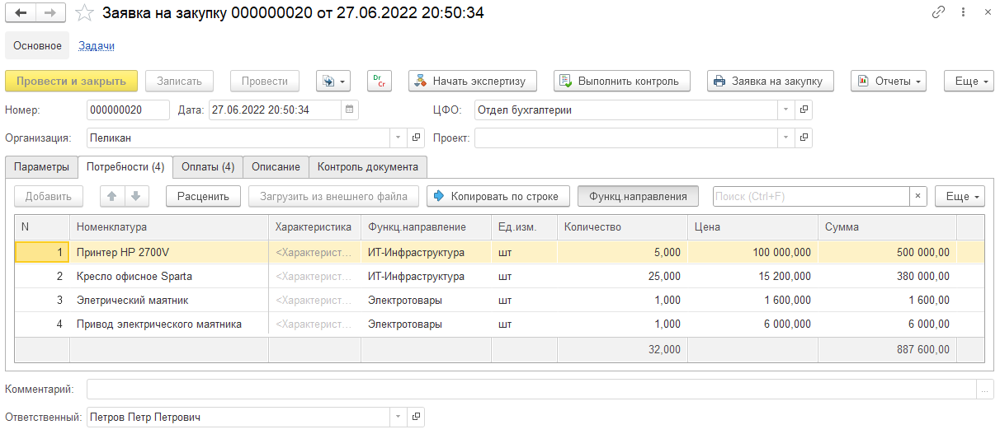 Заявка на закупку 000000020 от 27.06.2022 20:50:34
Основное Задачи
Провести и закрыть Записать Провести Dr Cr Начать экспертизу Выполнить контроль Заявка на закупку Отчеты Еще
Номер: 000000020 Дата: 27.06.2022 20:50:34 ЦФО: Отдел бухгалтерии
Организация: Пеликан Проект:
Параметры Потребности (4) Оплаты (4) Описание Контроль документа
Добавить Расценить Загрузить из внешнего файла Копировать по строке Функц.направления Поиск (Ctrl+F) × Еще
N Номенклатура Характеристика Функц.направление Ед.изм. Количество Цена Сумма
1 Принтер HP 2700V <Характерист... ИТ-Инфраструктура шт 5,000 100 000,000 500 000,00
2 Кресло офисное Sparta <Характерист... ИТ-Инфраструктура шт 25,000 15 200,000 380 000,00
3 Элетрический маятник <Характерист... Электротовары шт 1,000 1 600,000 1 600,00
4 Привод электрического маятника <Характерист... Электротовары шт 1,000 6 000,000 6 000,00
32,000 887 600,00
Комментарий: ...
Ответственный: Петров Петр Петрович